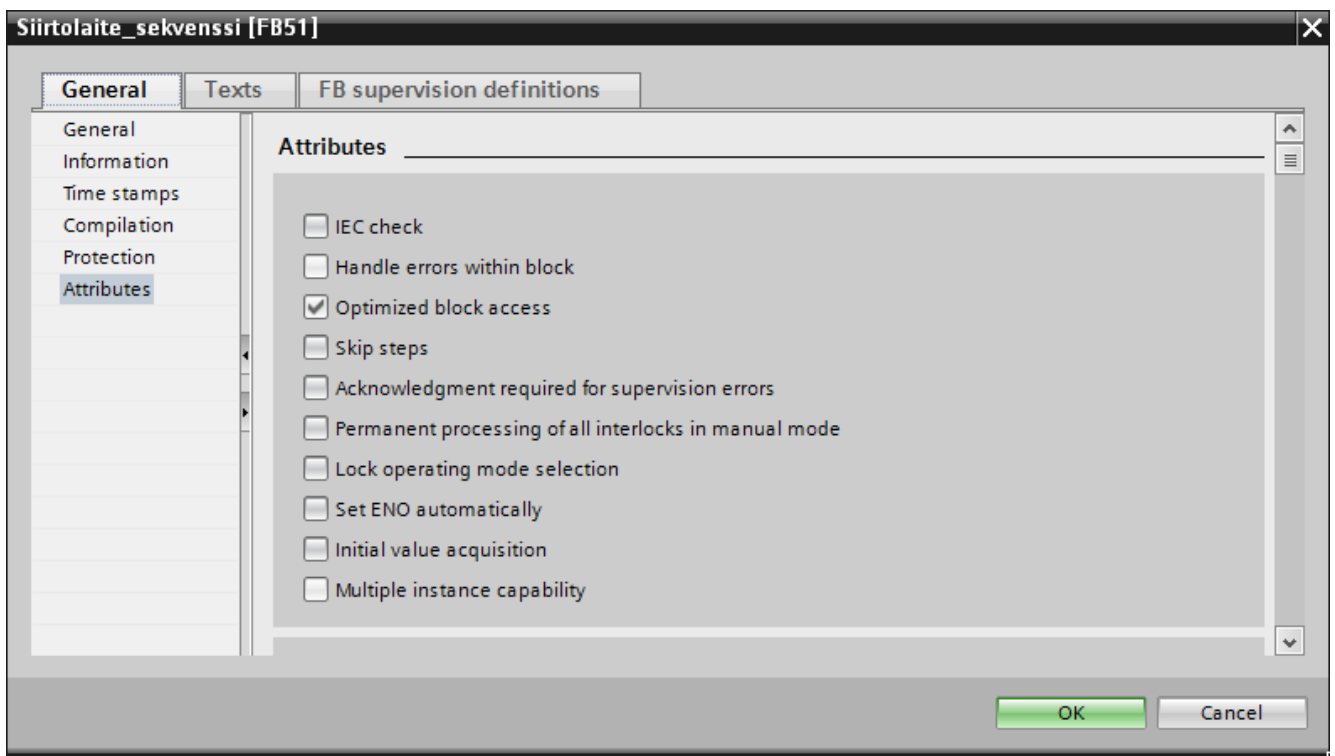 Siirtolaite_sekvenssi [FB51]
General Texts FB supervision definitions
General
Information
Time stamps
Compilation
Protection
Attributes
Attributes
IEC check
Handle errors within block
Optimized block access
Skip steps
Acknowledgment required for supervision errors
Permanent processing of all interlocks in manual mode
Lock operating mode selection
Set ENO automatically
Initial value acquisition
Multiple instance capability
OK Cancel